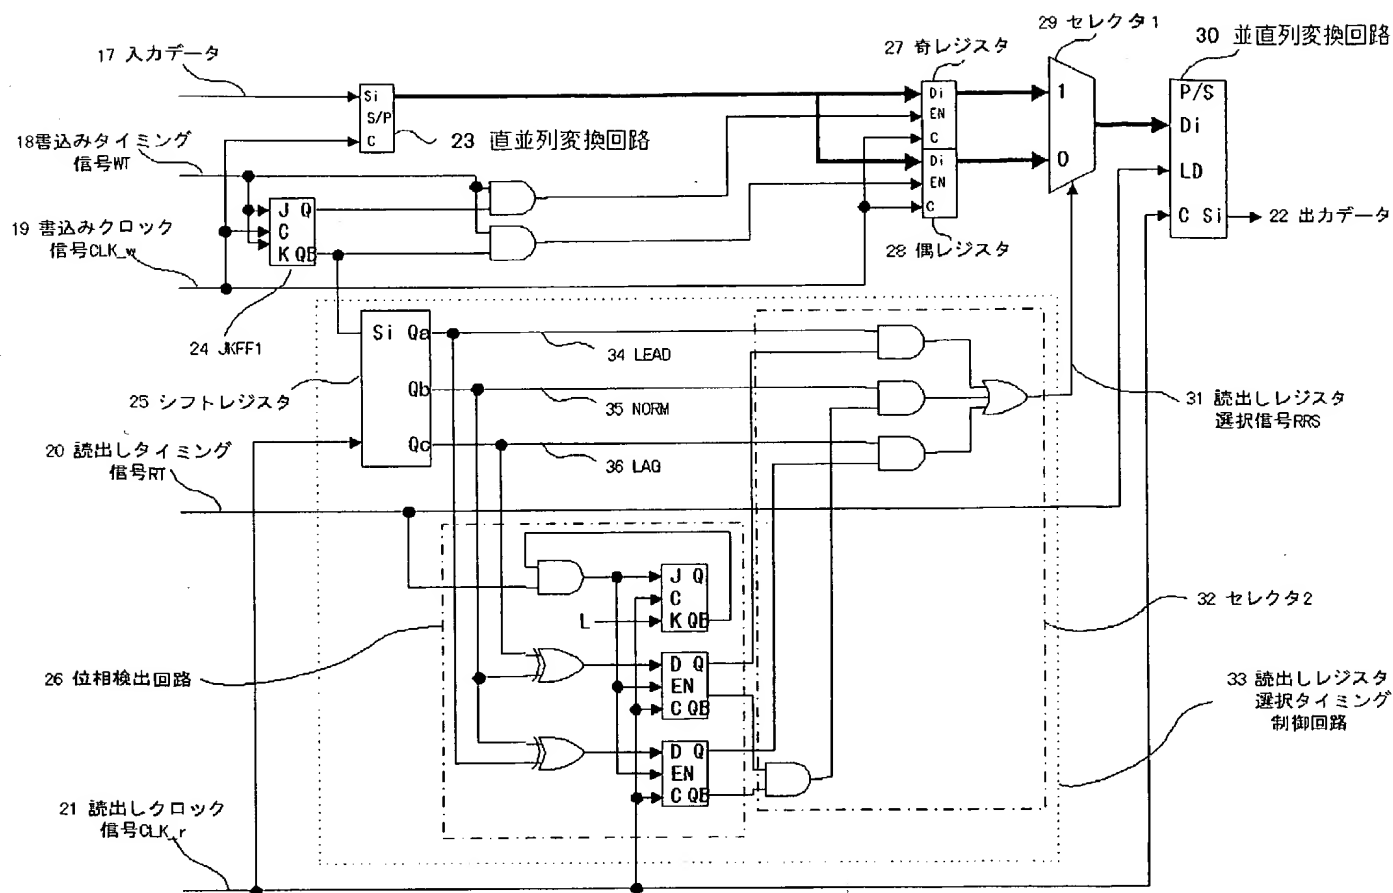 29 セレクタ1
30 並直列変換回路
17 入力データ
27 奇レジスタ
Si
S/P
C
23 直並列変換回路
Di
EN
C
Di
EN
C
1
0
P/S
Di
LD
C Si
22 出力データ
18書込みタイミング
信号WT
J Q
C
K QB
19 書込みクロック
信号CLK_w
28 偶レジスタ
24 JKFF1
Si Qa
Qb
Qc
34 LEAD
35 NORM
36 LAG
25 シフトレジスタ
31 読出しレジスタ
選択信号RRS
20 読出しタイミング
信号RT
J Q
C
K QB
L
32 セレクタ2
D Q
EN
C QB
26 位相検出回路
33 読出しレジスタ
選択タイミング
制御回路
D Q
EN
C QB
21 読出しクロック
信号CLK_r